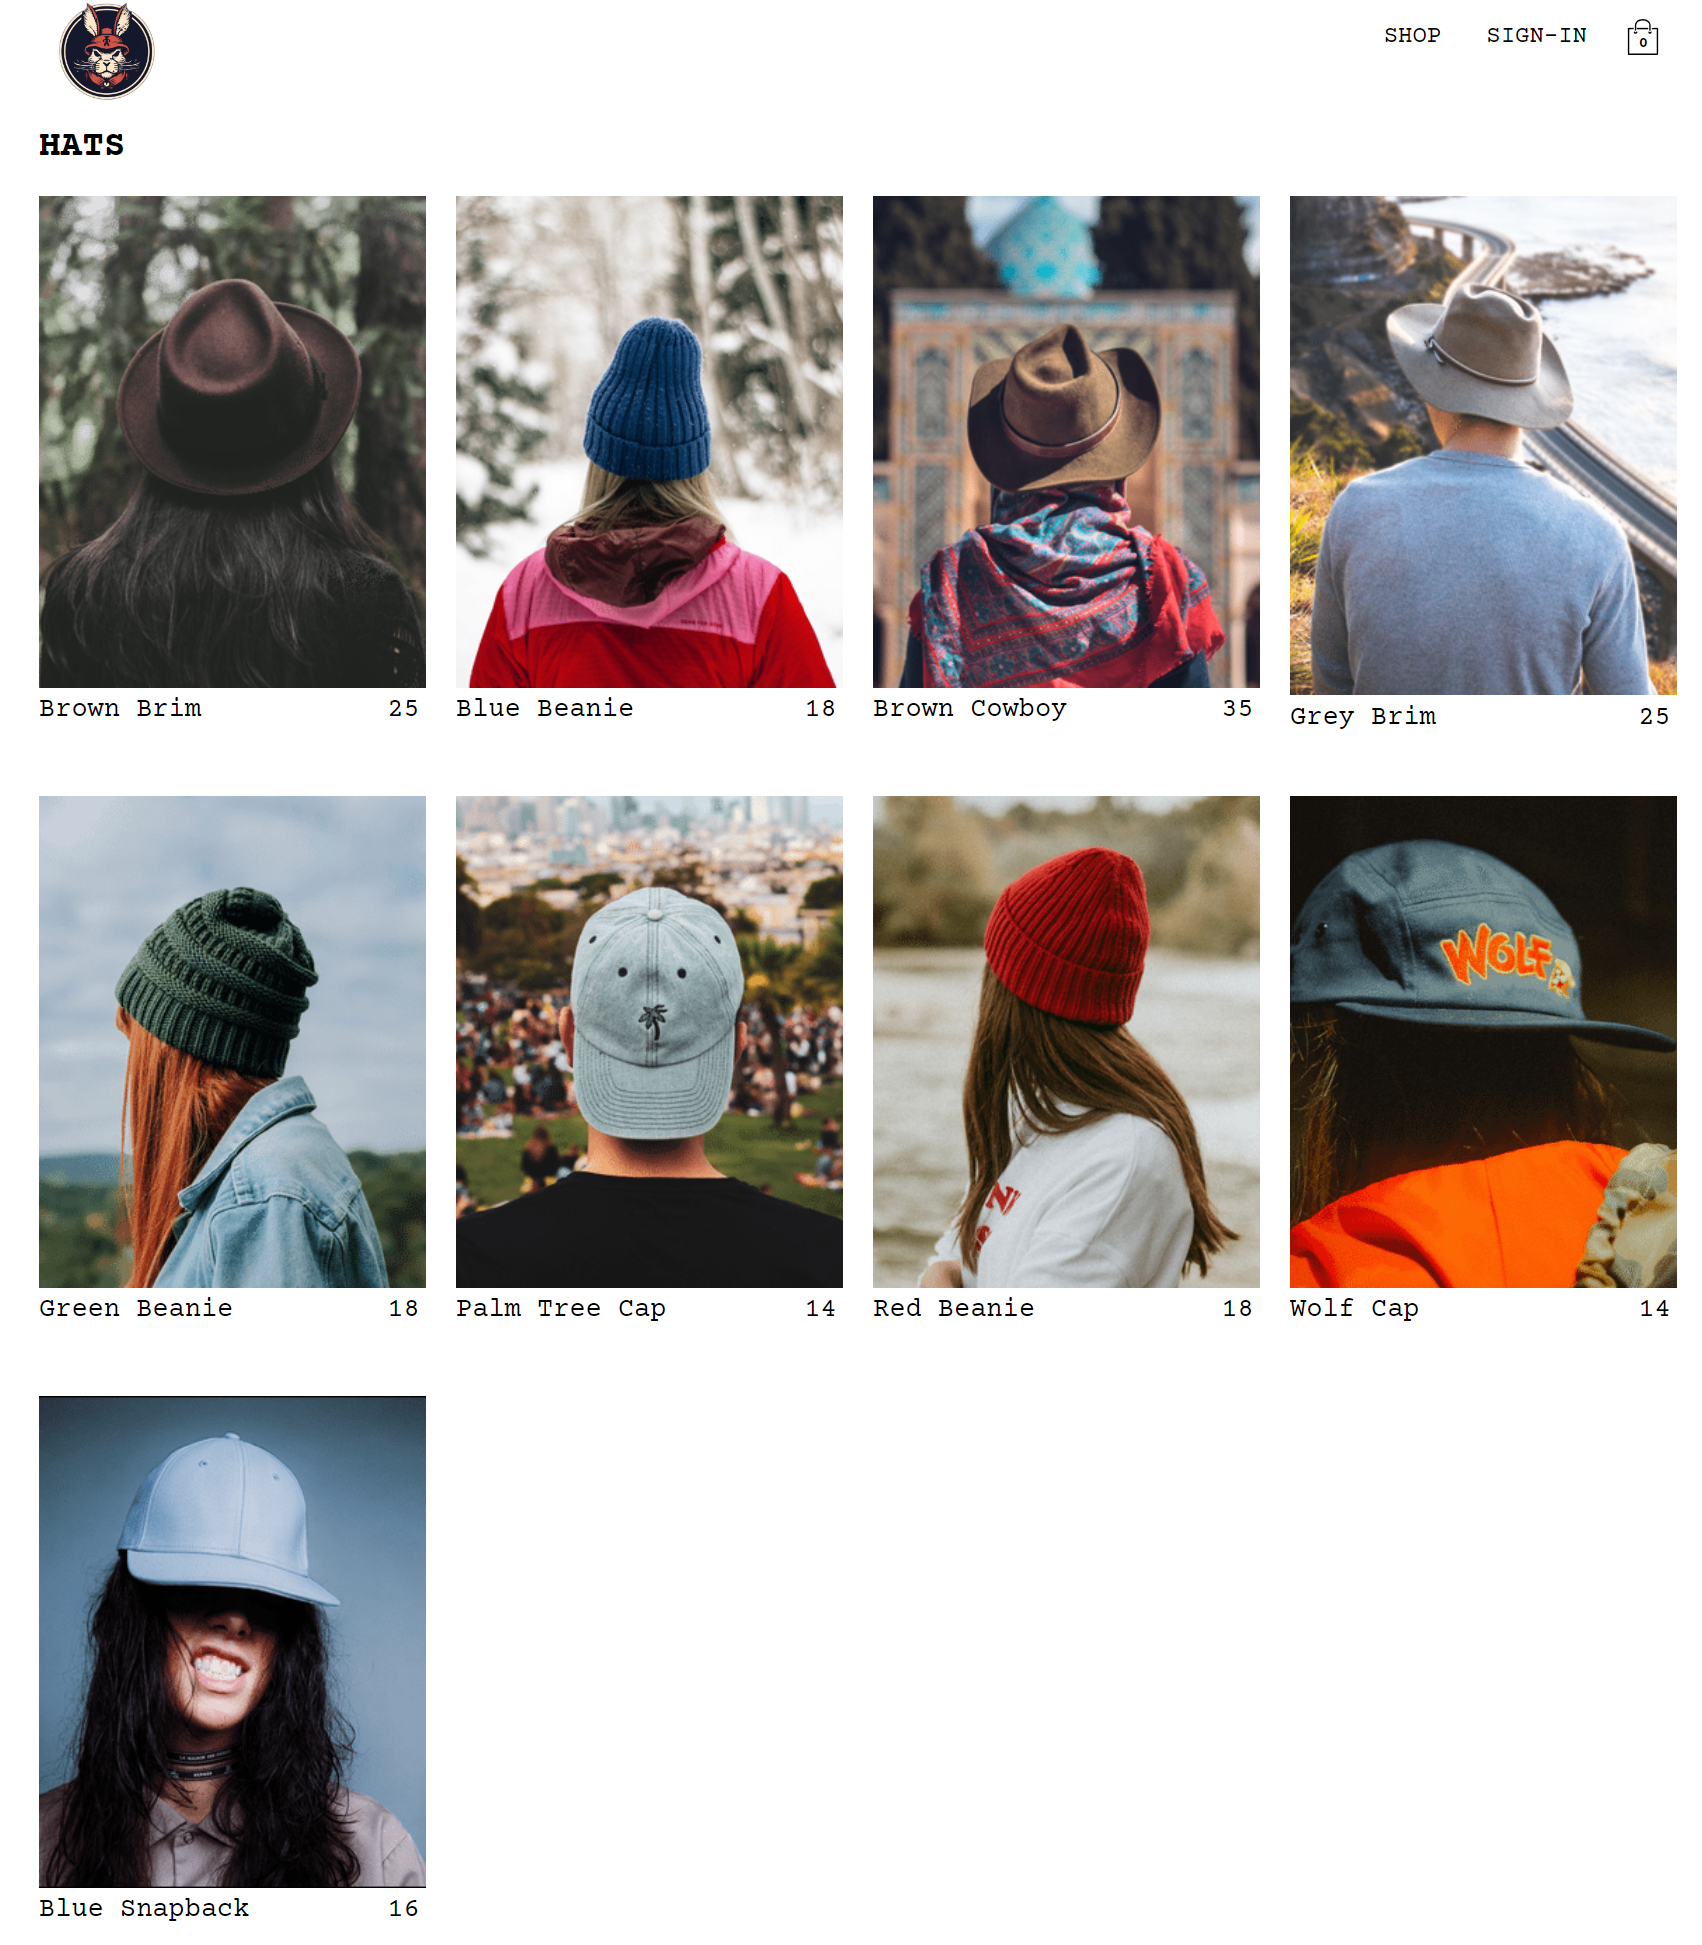 SHOP SIGN-IN
0
HATS
Brown Brim 25
Blue Beanie 18
Brown Cowboy 35
Grey Brim 25
WOLF
Green Beanie 18
Palm Tree Cap 14
Red Beanie 18
Wolf Cap 14
Blue Snapback 16